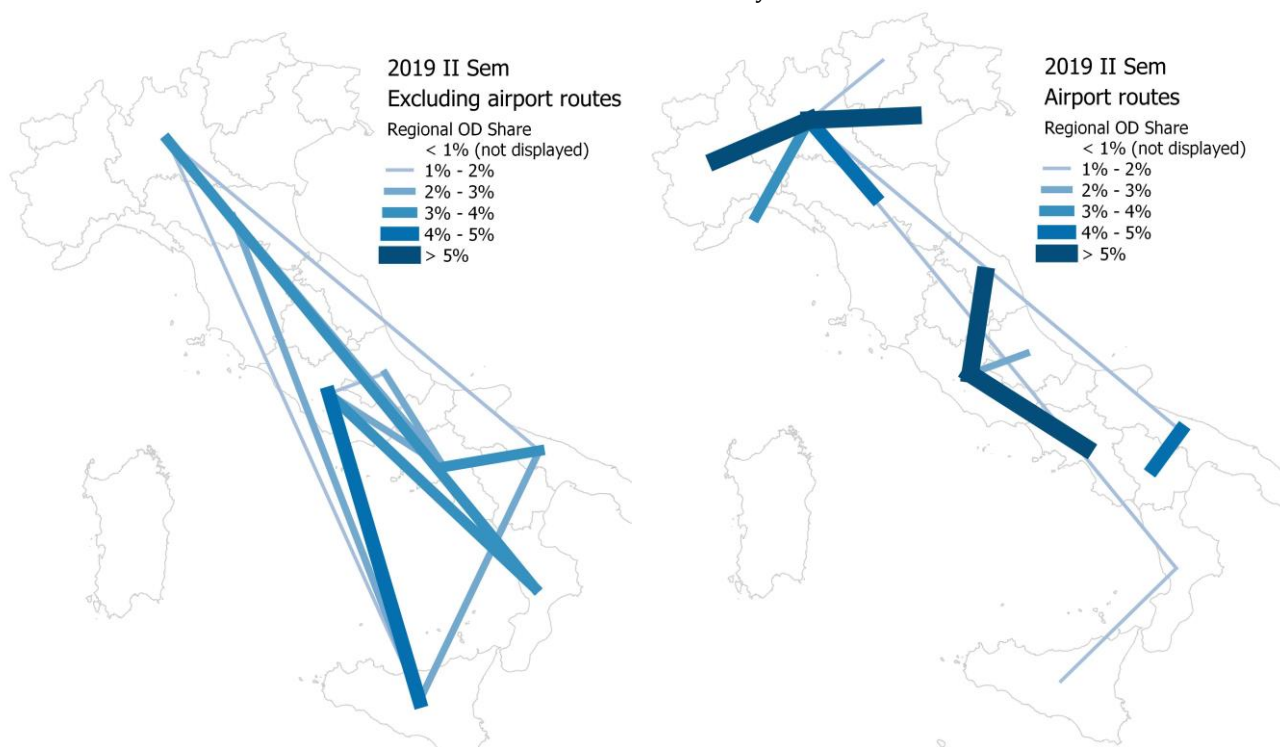 2019 II Sem
Excluding airport routes
Regional OD Share
< 1% (not displayed)
1% - 2%
2% - 3%
3% - 4%
4% - 5%
> 5%
2019 II Sem
Airport routes
Regional OD Share
< 1% (not displayed)
1% - 2%
2% - 3%
3% - 4%
4% - 5%
> 5%